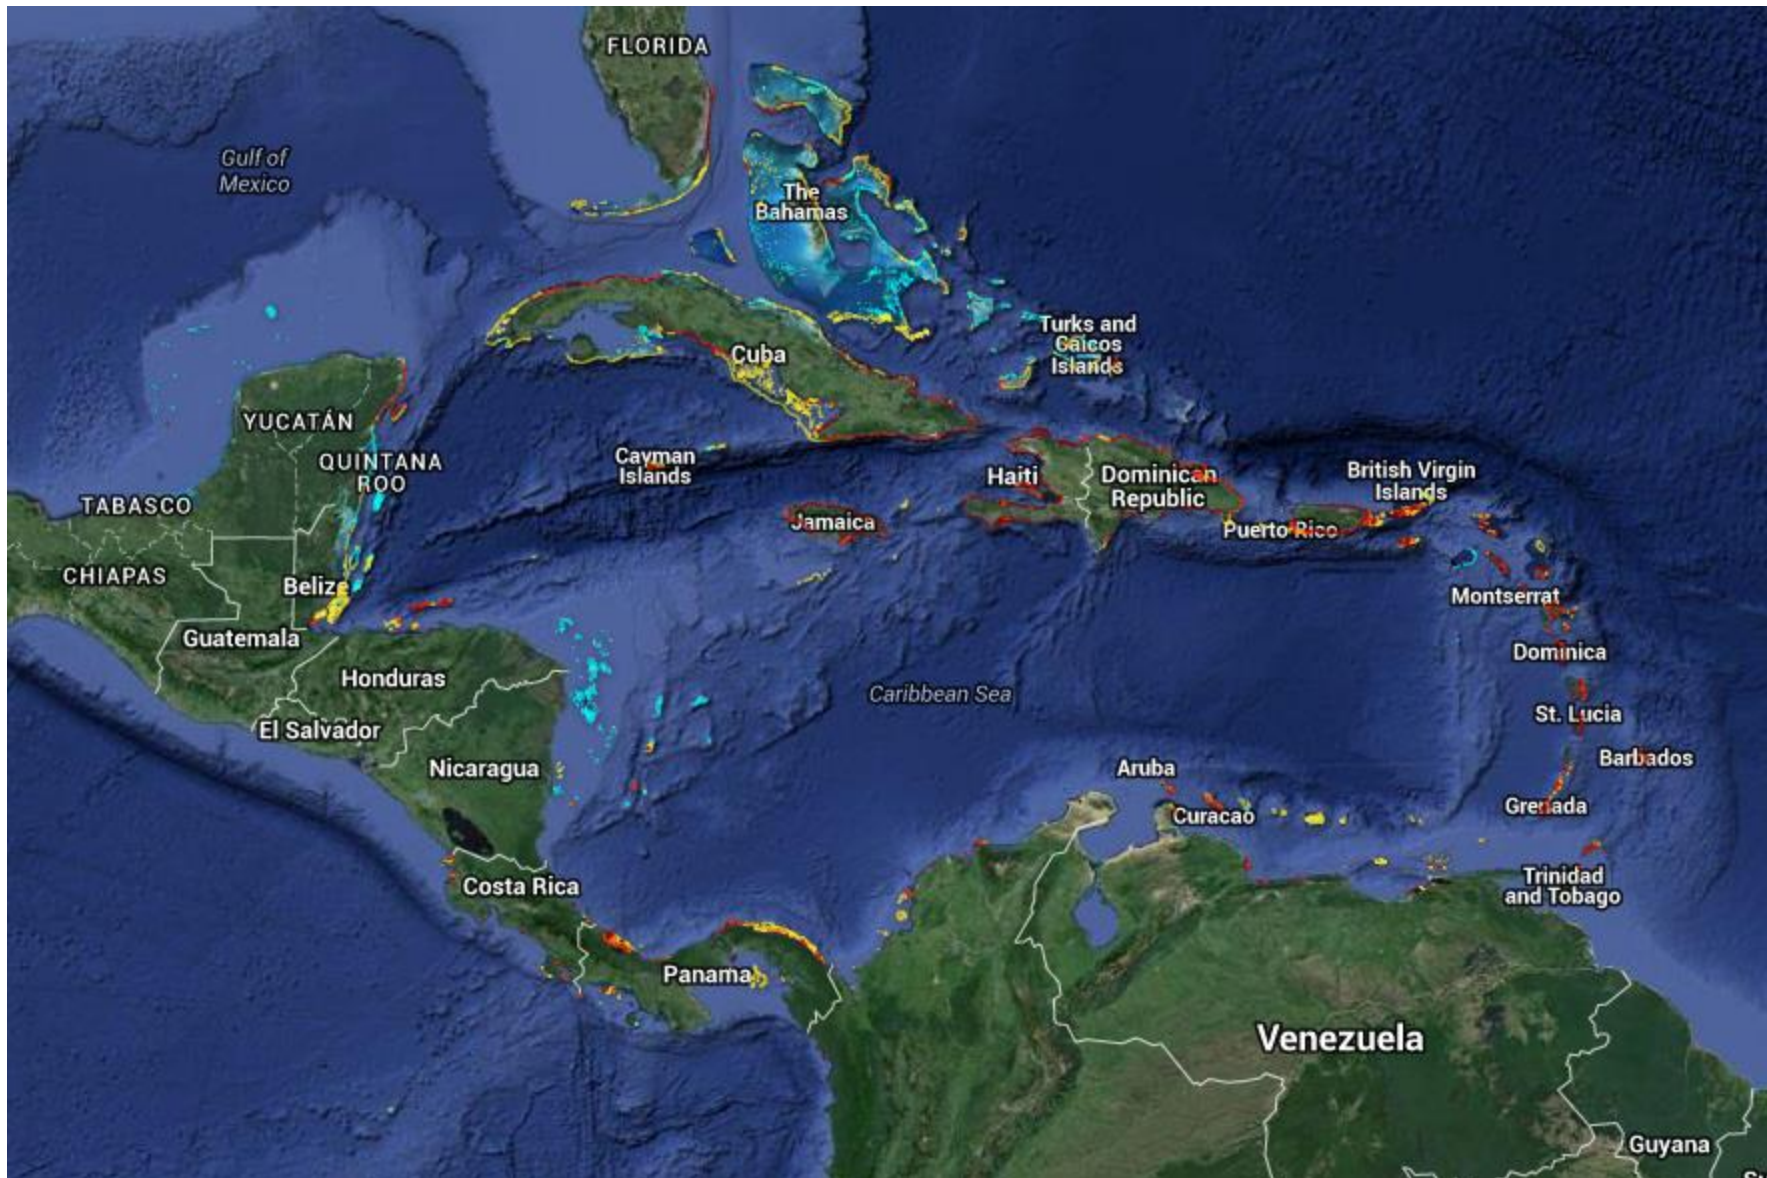 FLORIDA
Gulf of
Mexico
The
Bahamas
Turks and
Caicos
Islands
Cuba
YUCATÁN
QUINTANA
ROO
Cayman
Islands
Haiti
Dominican
Republic
British Virgin
Islands
TABASCO
Jamaica
Puerto Rico
CHIAPAS
Belize
Montserrat
Guatemala
Dominica
Honduras
Caribbean Sea
El Salvador
St. Lucia
Nicaragua
Aruba
Barbados
Curacao
Grenada
Costa Rica
Trinidad
and Tobago
Panama
Venezuela
Guyana